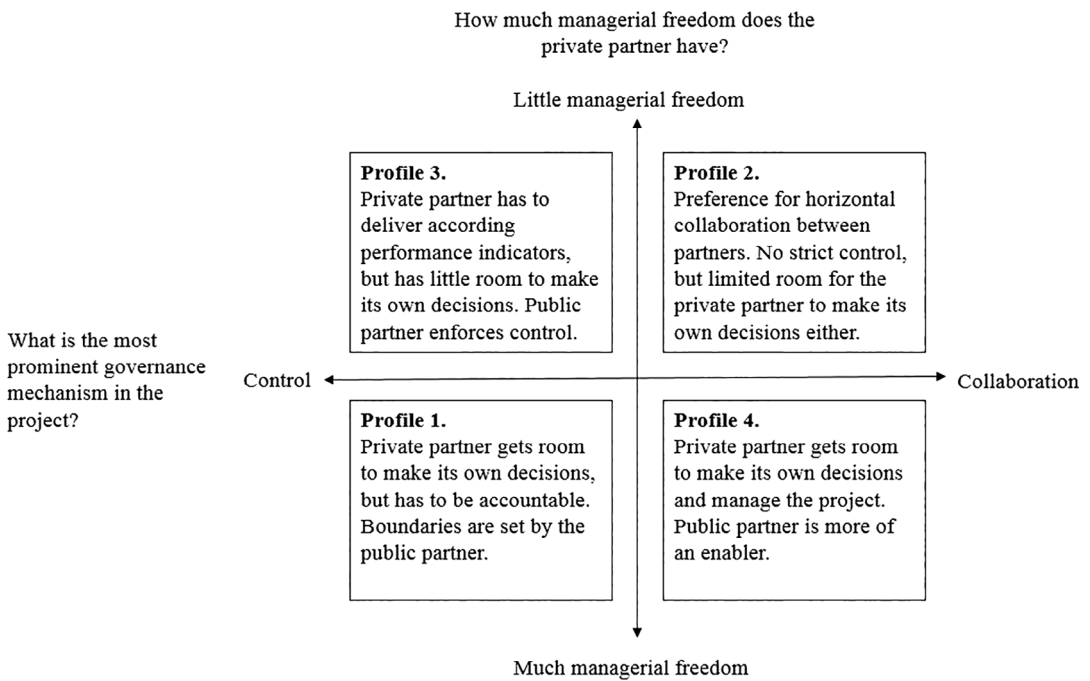 How much managerial freedom does the
private partner have?
Little managerial freedom
Profile 3.
Private partner has to
deliver according
performance indicators,
but has little room to make
its own decisions. Public
partner enforces control.
Profile 2.
Preference for horizontal
collaboration between
partners. No strict control,
but limited room for the
private partner to make its
own decisions either.
What is the most
prominent governance
mechanism in the
project?
Control
Collaboration
Profile 1.
Private partner gets room
to make its own decisions,
but has to be accountable.
Boundaries are set by the
public partner.
Profile 4.
Private partner gets room
to make its own decisions
and manage the project.
Public partner is more of
an enabler.
Much managerial freedom